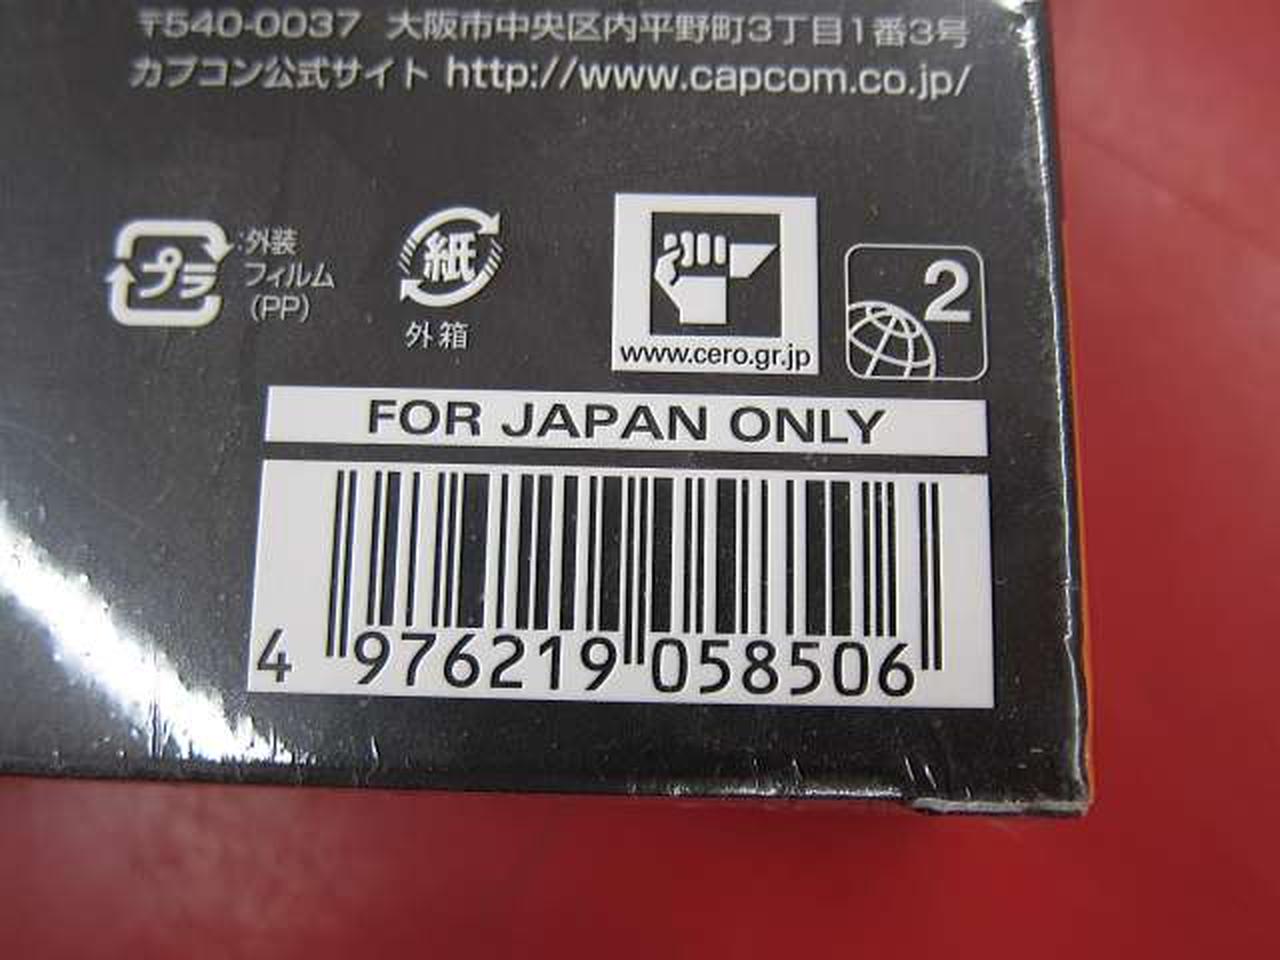 〒540-0037 大阪市中央区内平野町3丁目1番3号
カプコン公式サイト http://www.capcom.co.jp/
プラ
:外装
フィルム
(PP)
紙
外箱
www.cero.gr.jp
2
FOR JAPAN ONLY
4 976219 058506